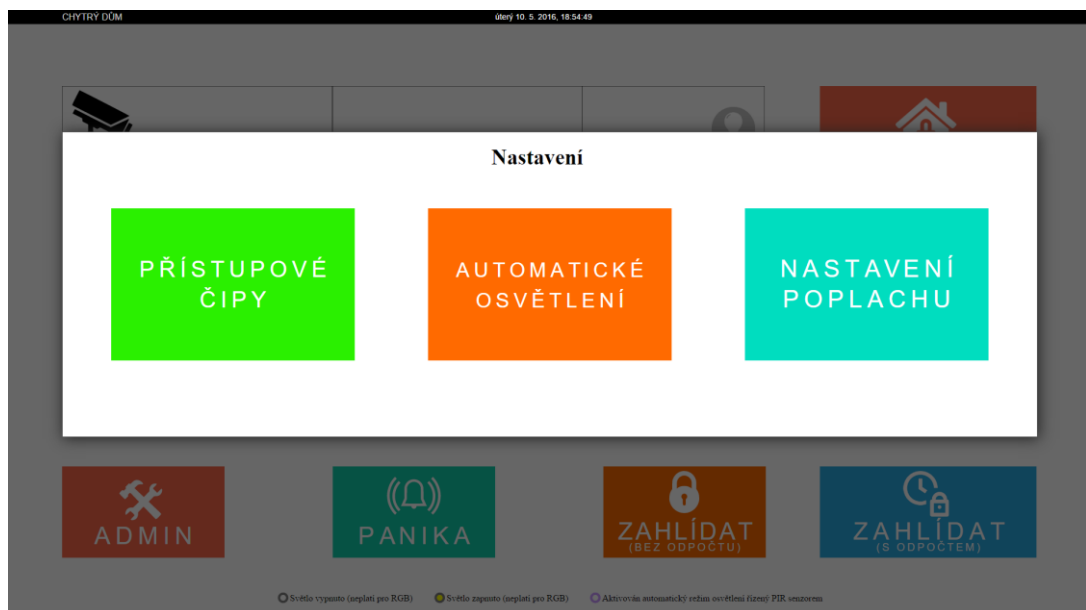 CHYTRÝ DŮM
úterý 10. 5. 2016, 18:54:49
Nastavení
PŘÍSTUPOVÉ
ČIPY
AUTOMATICKÉ
OSVĚTLENÍ
NASTAVENÍ
POPLACHU
ADMIN
PANIKA
ZAHLÍDAT
(BEZ ODPOČTU)
ZAHLÍDAT
(S ODPOČTEM)
Světlo vypnuto (neplatí pro RGB)
Světlo zapnuto (neplatí pro RGB)
Aktivován automatický režim osvětlení řízený PIR senzorem